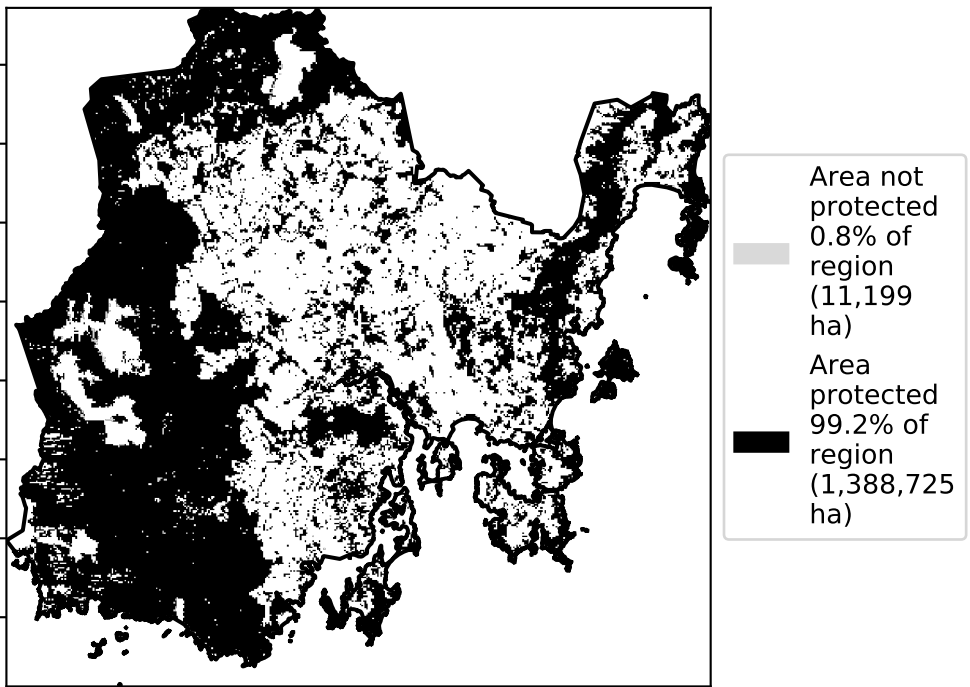 Area not
protected
0.8% of
region
(11,199
ha)
Area
protected
99.2% of
region
(1,388,725
ha)